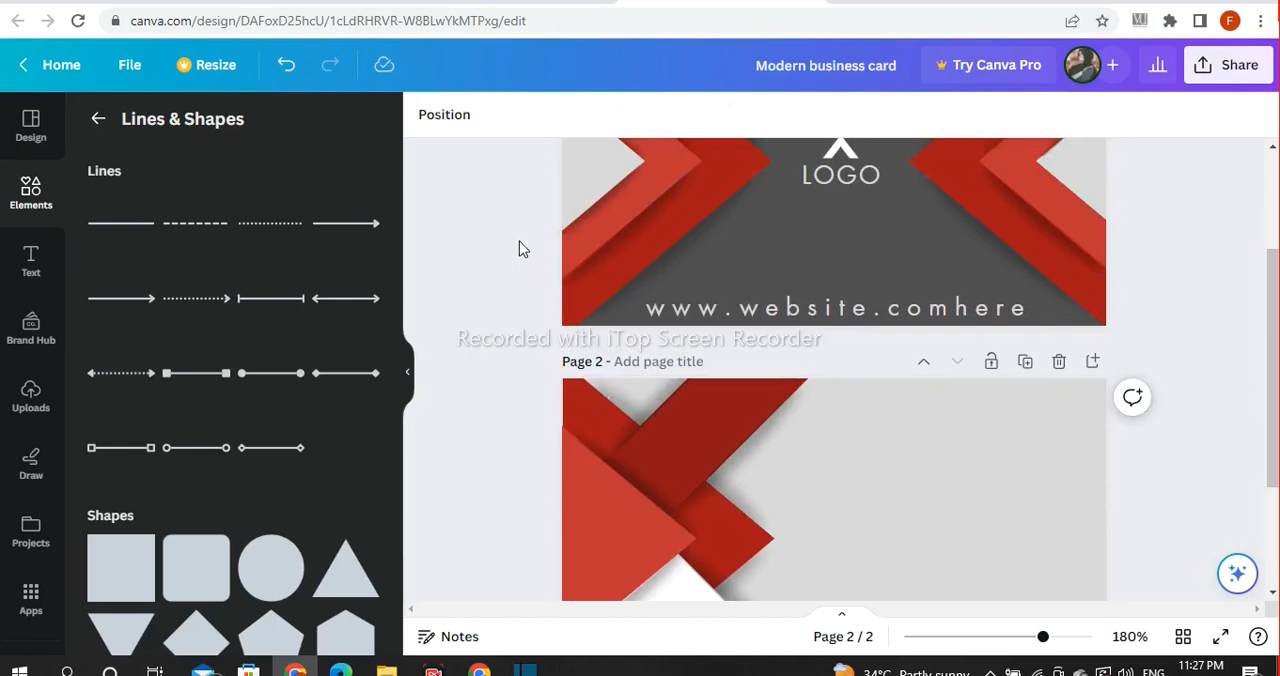 canva.com/design/DAFoxD25hcU/1cLdRHRVR-W8BLwYkMTPxg/edit
F
Home File Resize Modern business card Try Canva Pro Share
Design
Elements
Text
Brand Hub
Uploads
Draw
Projects
Apps
Lines & Shapes
Lines
Shapes
Position
LOGO
www.website.comhere
Recorded with iTop Screen Recorder
Page 2 - Add page title
Notes
Page 2 / 2
180%
34°C Partly sunny
ENG
11:27 PM